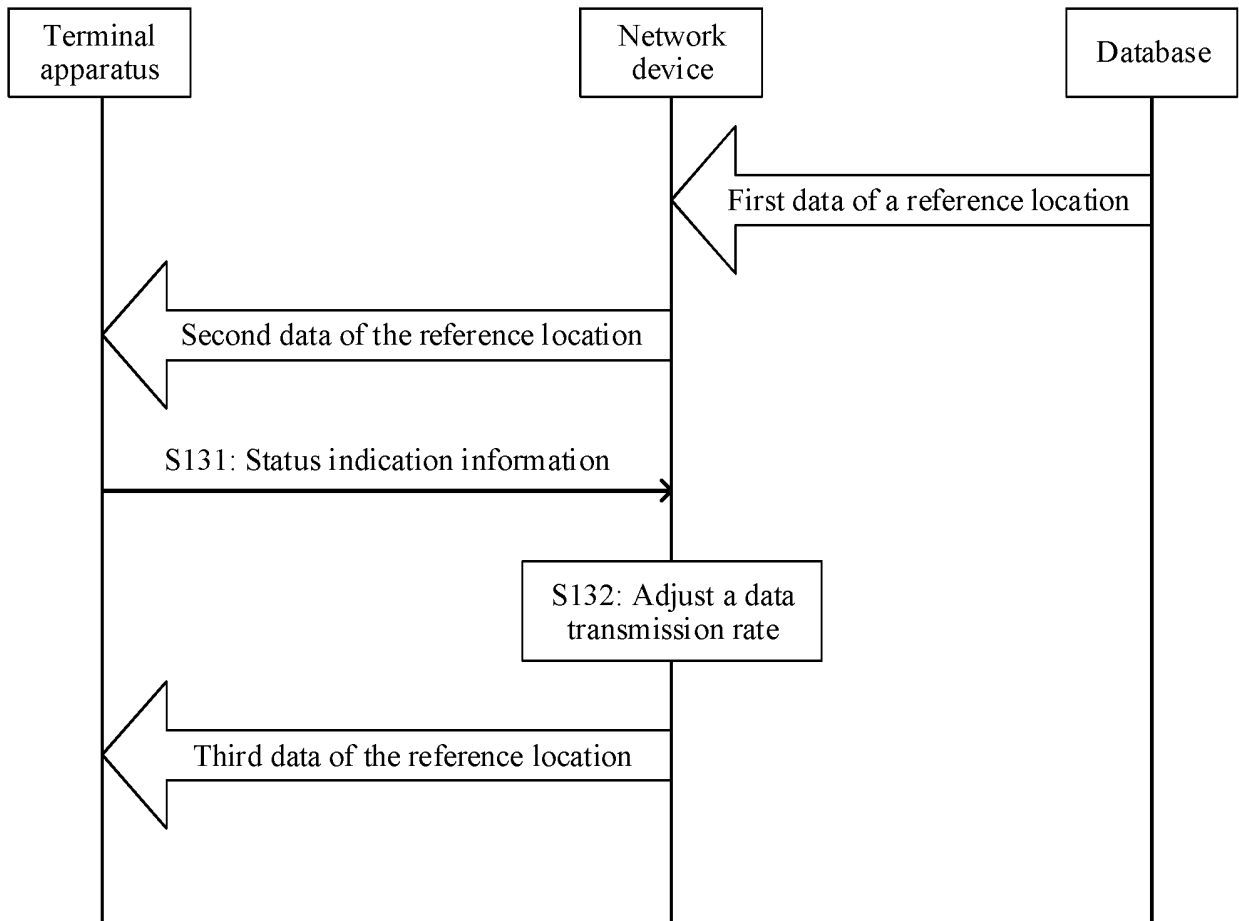 Terminal
apparatus
Network
device
Database
First data of a reference location
Second data of the reference location
S131: Status indication information
S132: Adjust a data
transmission rate
Third data of the reference location